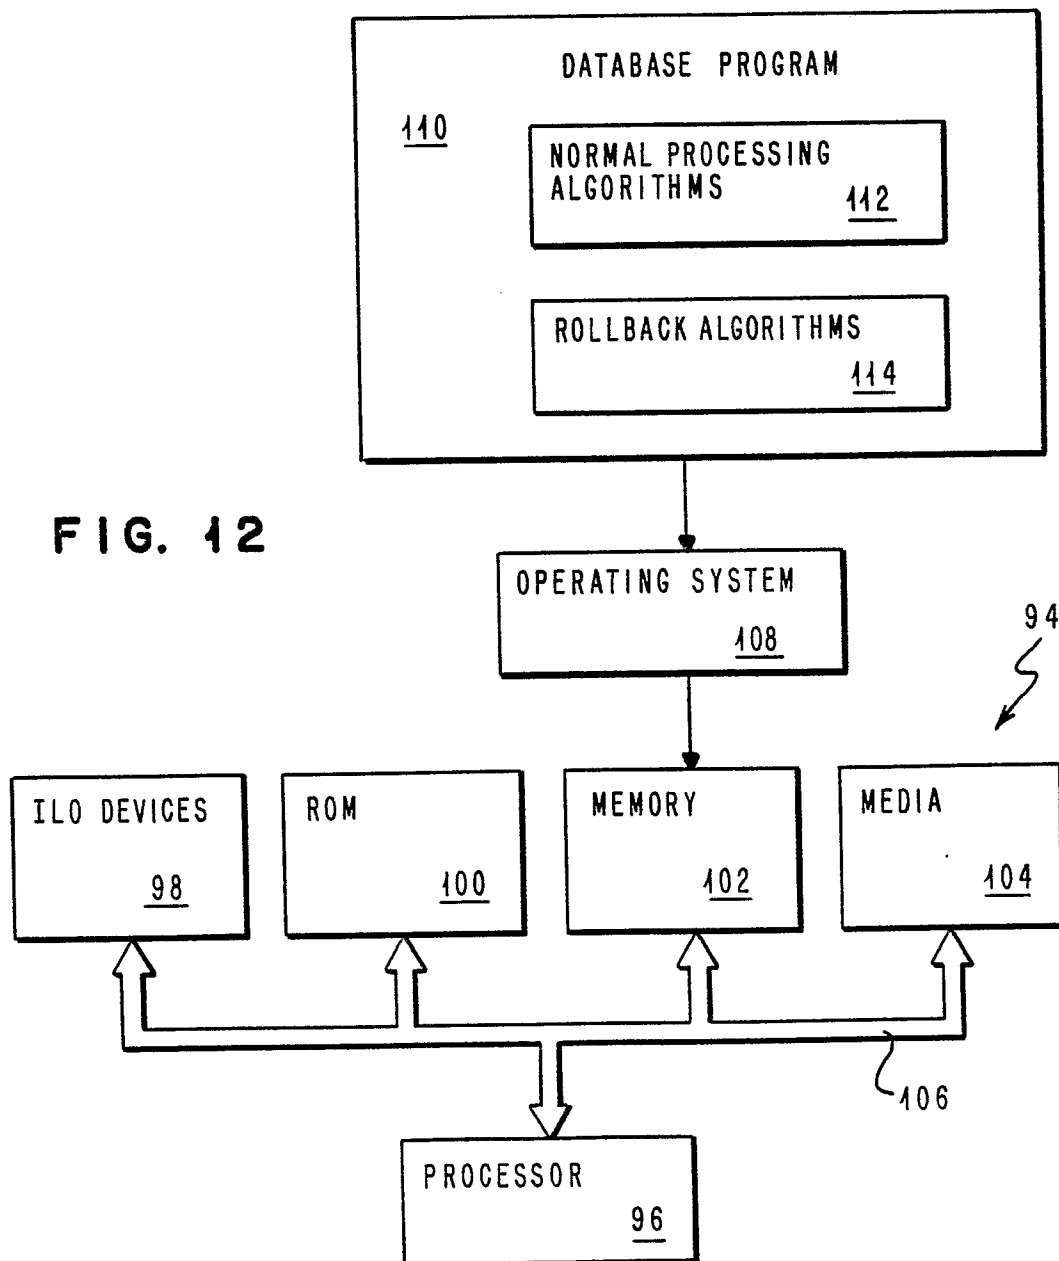 DATABASE PROGRAM
110
NORMAL PROCESSING
ALGORITHMS
112
ROLLBACK ALGORITHMS
114
FIG. 12
OPERATING SYSTEM
108
94
ILO DEVICES
98
ROM
100
MEMORY
102
MEDIA
104
106
PROCESSOR
96